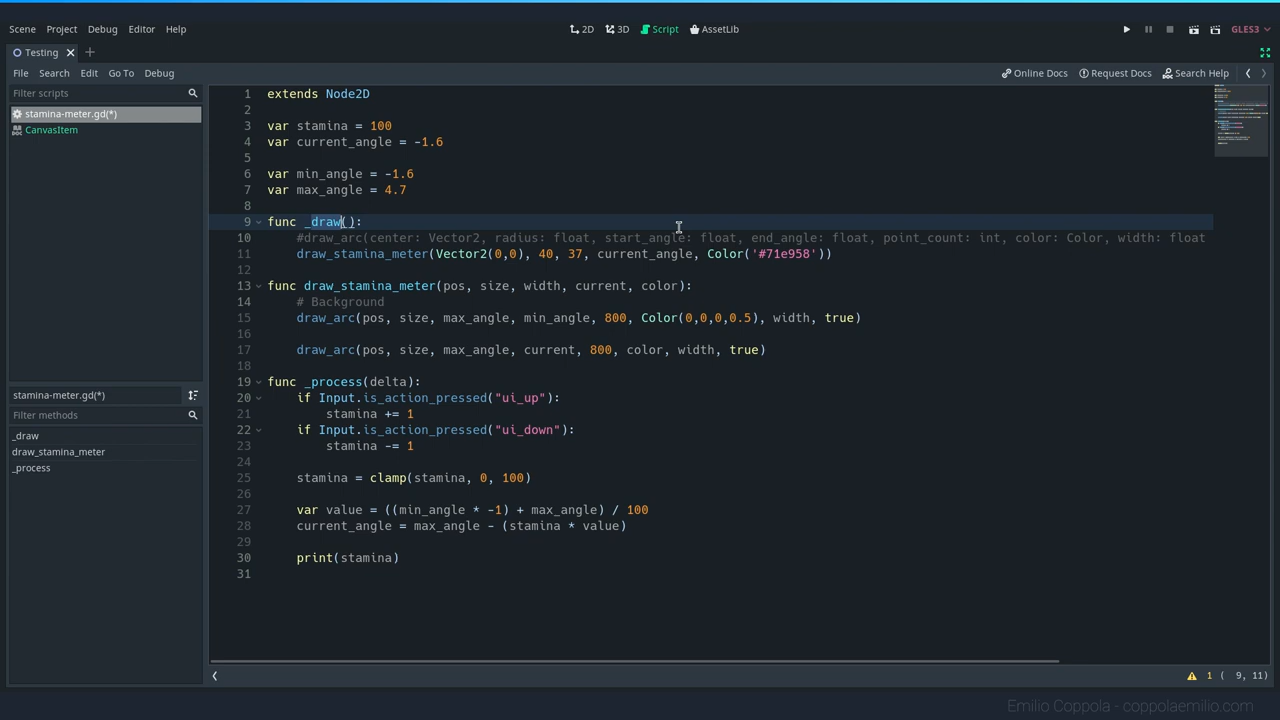 Scene Project Debug Editor Help 2D 3D Script AssetLib GLES3
Testing
File Search Edit Go To Debug Online Docs Request Docs Search Help
Filter scripts
stamina-meter.gd(*)
CanvasItem
stamina-meter.gd(*)
Filter methods
_draw
draw_stamina_meter
_process
1 extends Node2D
2
3 var stamina = 100
4 var current_angle = -1.6
5
6 var min_angle = -1.6
7 var max_angle = 4.7
8
9 func _draw():
10 #draw_arc(center: Vector2, radius: float, start_angle: float, end_angle: float, point_count: int, color: Color, width: float
11 draw_stamina_meter(Vector2(0,0), 40, 37, current_angle, Color('#71e958'))
12
13 func draw_stamina_meter(pos, size, width, current, color):
14 # Background
15 draw_arc(pos, size, max_angle, min_angle, 800, Color(0,0,0,0.5), width, true)
16
17 draw_arc(pos, size, max_angle, current, 800, color, width, true)
18
19 func _process(delta):
20 if Input.is_action_pressed("ui_up"):
21 stamina += 1
22 if Input.is_action_pressed("ui_down"):
23 stamina -= 1
24
25 stamina = clamp(stamina, 0, 100)
26
27 var value = ((min_angle * -1) + max_angle) / 100
28 current_angle = max_angle - (stamina * value)
29
30 print(stamina)
31
1 ( 9, 11)
Emilio Coppola - coppolaemilio.com